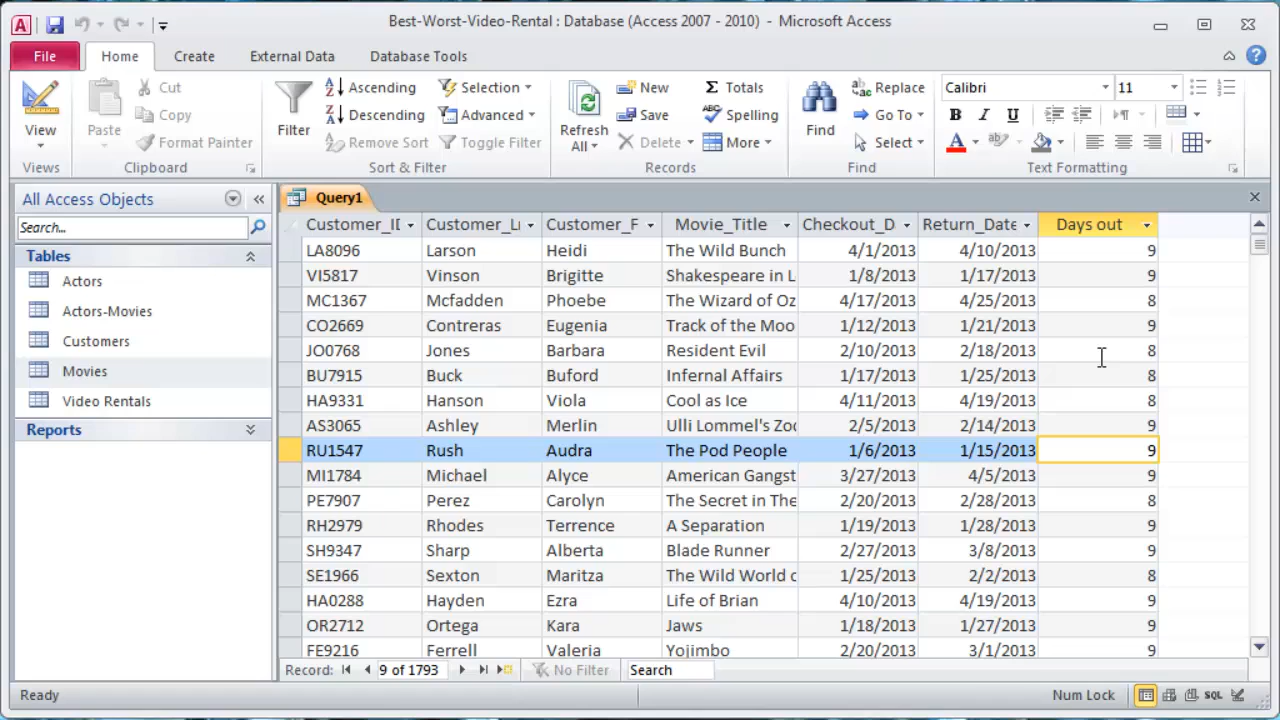 Best-Worst-Video-Rental : Database (Access 2007 - 2010) - Microsoft Access
File Home Create External Data Database Tools
View
Views
Paste
Cut
Copy
Format Painter
Clipboard
Filter
Ascending
Descending
Remove Sort
Selection
Advanced
Toggle Filter
Sort & Filter
Refresh
All
New
Save
Delete
Totals
Spelling
More
Records
Find
Replace
Go To
Select
Find
Calibri 11
B I U
Text Formatting
All Access Objects
Search...
Tables
Actors
Actors-Movies
Customers
Movies
Video Rentals
Reports
Query1
Customer_ID Customer_L Customer_F Movie_Title Checkout_D Return_Date Days out
LA8096 Larson Heidi The Wild Bunch 4/1/2013 4/10/2013 9
VI5817 Vinson Brigitte Shakespeare in L 1/8/2013 1/17/2013 9
MC1367 Mcfadden Phoebe The Wizard of Oz 4/17/2013 4/25/2013 8
CO2669 Contreras Eugenia Track of the Moo 1/12/2013 1/21/2013 9
JO0768 Jones Barbara Resident Evil 2/10/2013 2/18/2013 8
BU7915 Buck Buford Infernal Affairs 1/17/2013 1/25/2013 8
HA9331 Hanson Viola Cool as Ice 4/11/2013 4/19/2013 8
AS3065 Ashley Merlin Ulli Lommel's Zo 2/5/2013 2/14/2013 9
RU1547 Rush Audra The Pod People 1/6/2013 1/15/2013 9
MI1784 Michael Alyce American Gangst 3/27/2013 4/5/2013 9
PE7907 Perez Carolyn The Secret in The 2/20/2013 2/28/2013 8
RH2979 Rhodes Terrence A Separation 1/19/2013 1/28/2013 9
SH9347 Sharp Alberta Blade Runner 2/27/2013 3/8/2013 9
SE1966 Sexton Maritza The Wild World o 1/25/2013 2/2/2013 8
HA0288 Hayden Ezra Life of Brian 4/10/2013 4/19/2013 9
OR2712 Ortega Kara Jaws 1/18/2013 1/27/2013 9
FE9216 Ferrell Valeria Yojimbo 2/20/2013 3/1/2013 9
Record: 9 of 1793 No Filter Search
Ready Num Lock SQL